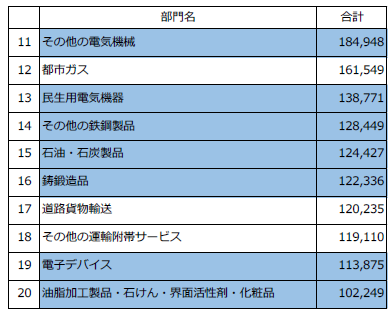 部門名 合計
11 その他の電気機械 184,948
12 都市ガス 161,549
13 民生用電気機器 138,771
14 その他の鉄鋼製品 128,449
15 石油・石炭製品 124,427
16 鋳鍛造品 122,336
17 道路貨物輸送 120,235
18 その他の運輸附帯サービス 119,110
19 電子デバイス 113,875
20 油脂加工製品・石けん・界面活性剤・化粧品 102,249